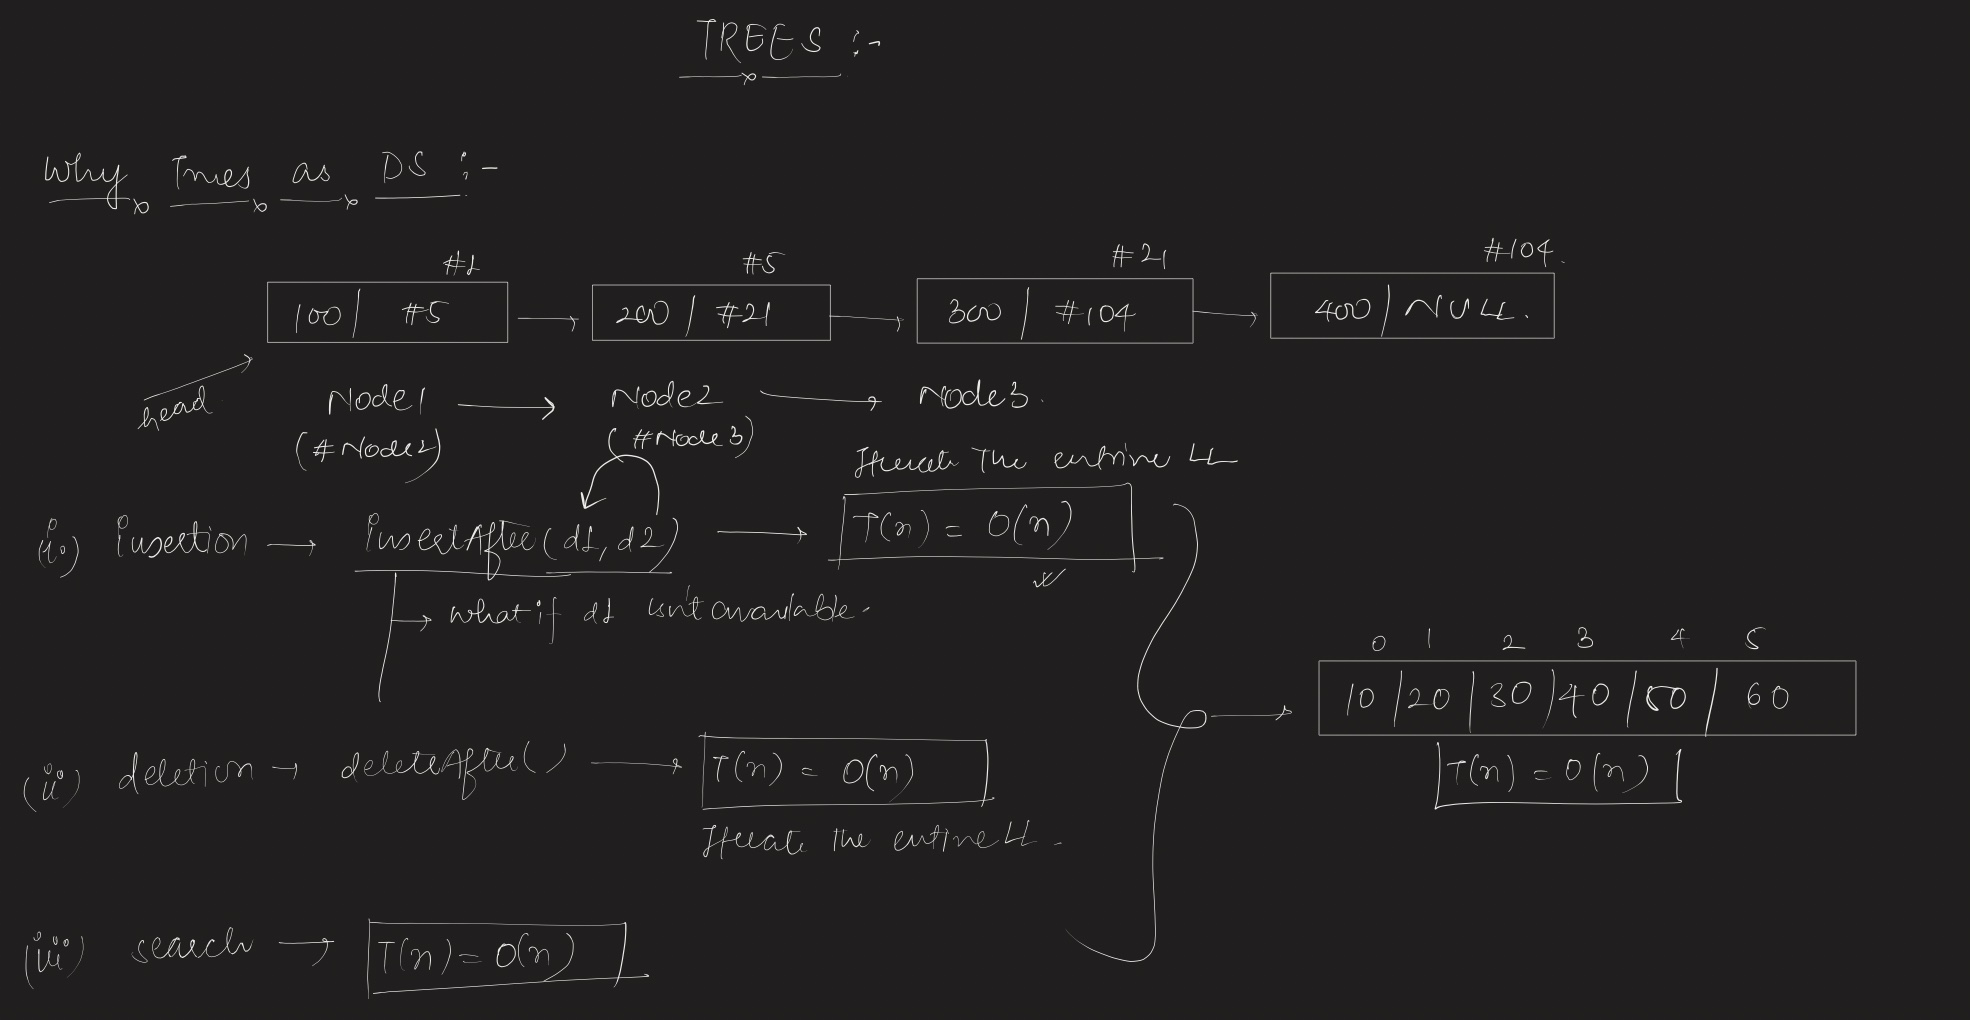 TREES :-
Why Trees as DS :-
#1 #5 #21 #104.
100 | #5 → 200 | #21 → 300 | #104 → 400 | NULL.
head
Node1 → Node2 → Node3.
(#Node2) (#Node3)
Iterate The entire LL
(i) insertion → insertAfter(d1, d2) → T(n) = O(n)
→ what if d1 isn't available.
0 1 2 3 4 5
10 | 20 | 30 | 40 | 50 | 60
(ii) deletion → deleteAfter() → T(n) = O(n)
T(n) = O(n)
Iterate the entire LL.
(iii) search → T(n) = O(n)